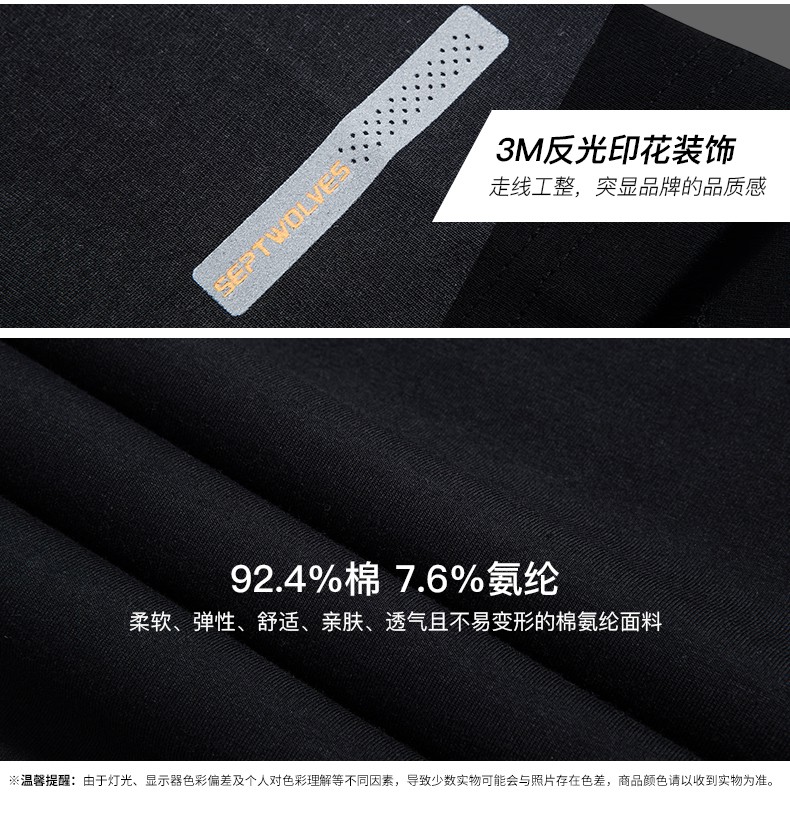 SEPTWOLVES
3M反光印花装饰
走线工整，突显品牌的品质感
92.4%棉 7.6%氨纶
柔软、弹性、舒适、亲肤、透气且不易变形的棉氨纶面料
※温馨提醒：由于灯光、显示器色彩偏差及个人对色彩理解等不同因素，导致少数实物可能会与照片存在色差，商品颜色请以收到实物为准。